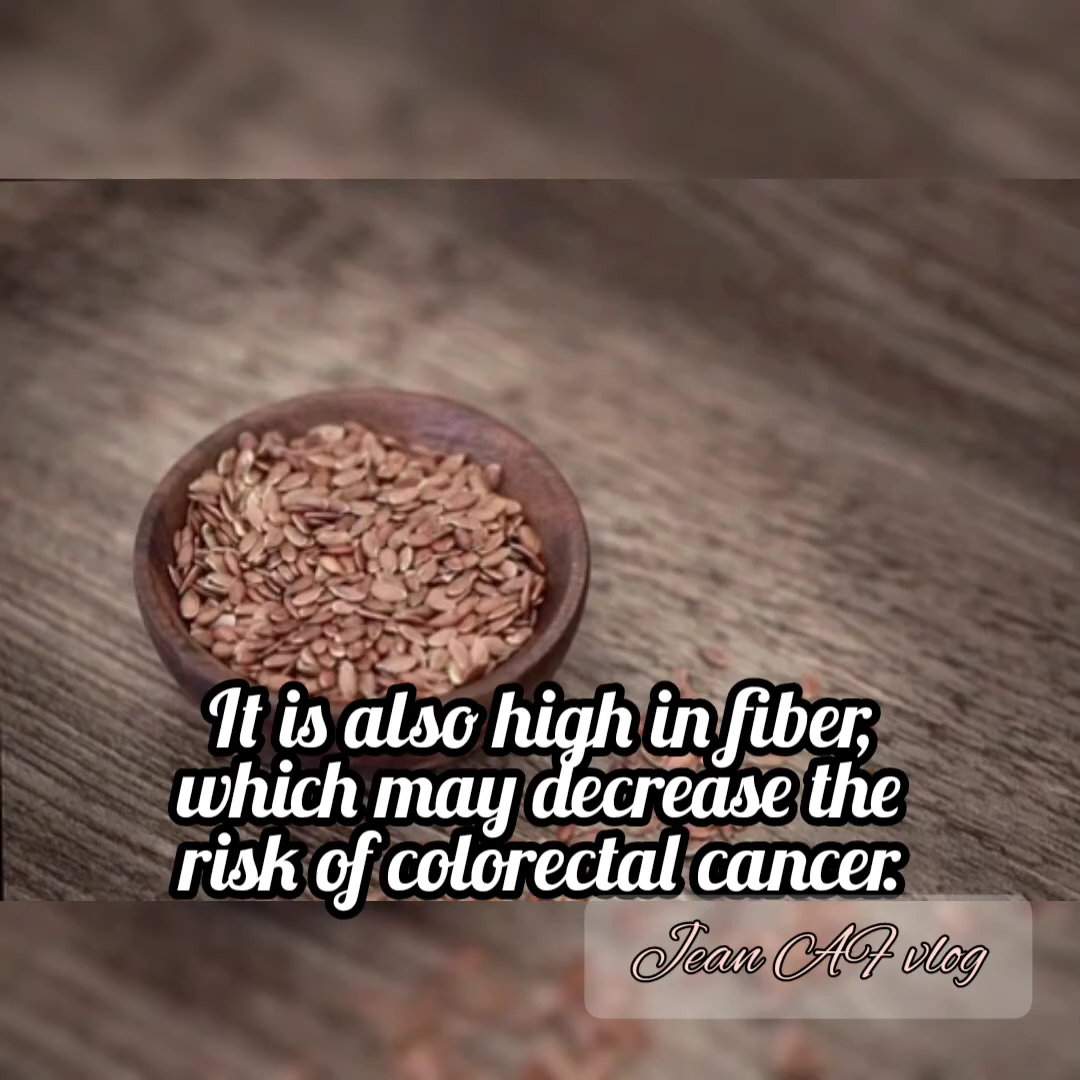 It is also high in fiber,
which may decrease the
risk of colorectal cancer.
Jean AF vlog